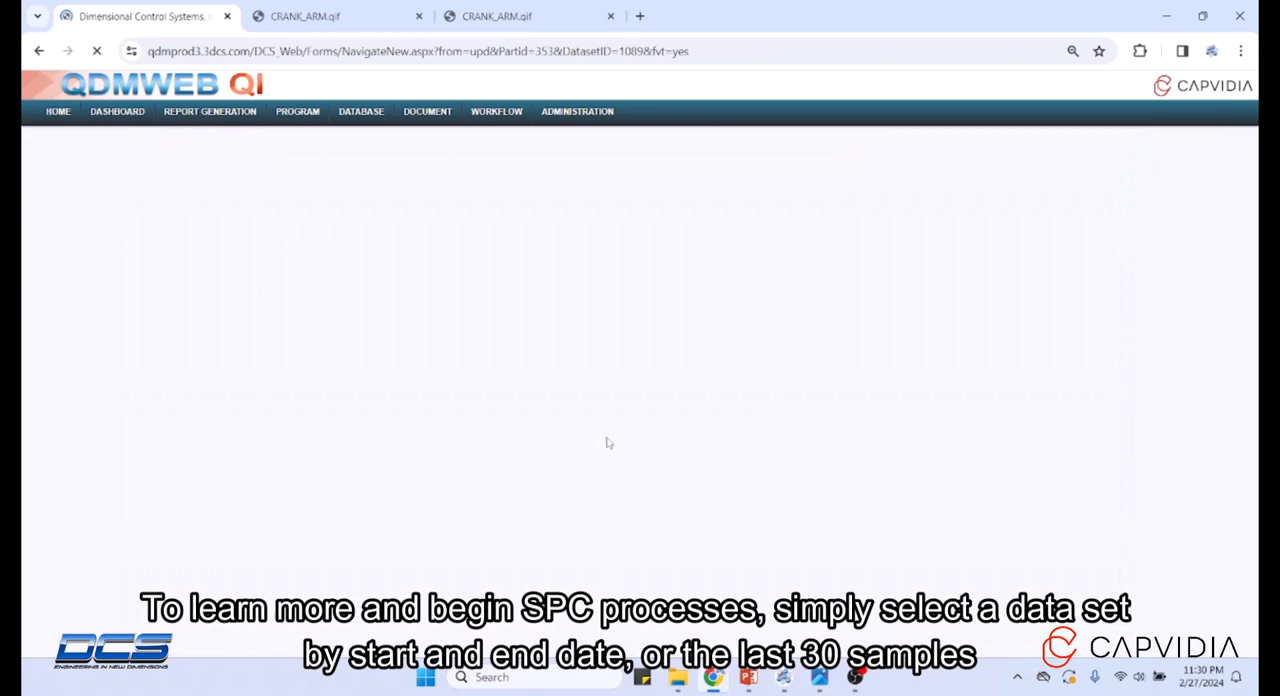 Dimensional Control Systems, I
CRANK_ARM.qif
CRANK_ARM.qif
qdmprod3.3dcs.com/DCS_Web/Forms/NavigateNew.aspx?from=upd&Partid=353&DatasetID=1089&fvt=yes
QDMWEB QI
CAPVIDIA
HOME DASHBOARD REPORT GENERATION PROGRAM DATABASE DOCUMENT WORKFLOW ADMINISTRATION
To learn more and begin SPC processes, simply select a data set
by start and end date, or the last 30 samples
DCS
ENGINEERING IN NEW DIMENSIONS
CAPVIDIA
Search
11:30 PM
2/27/2024